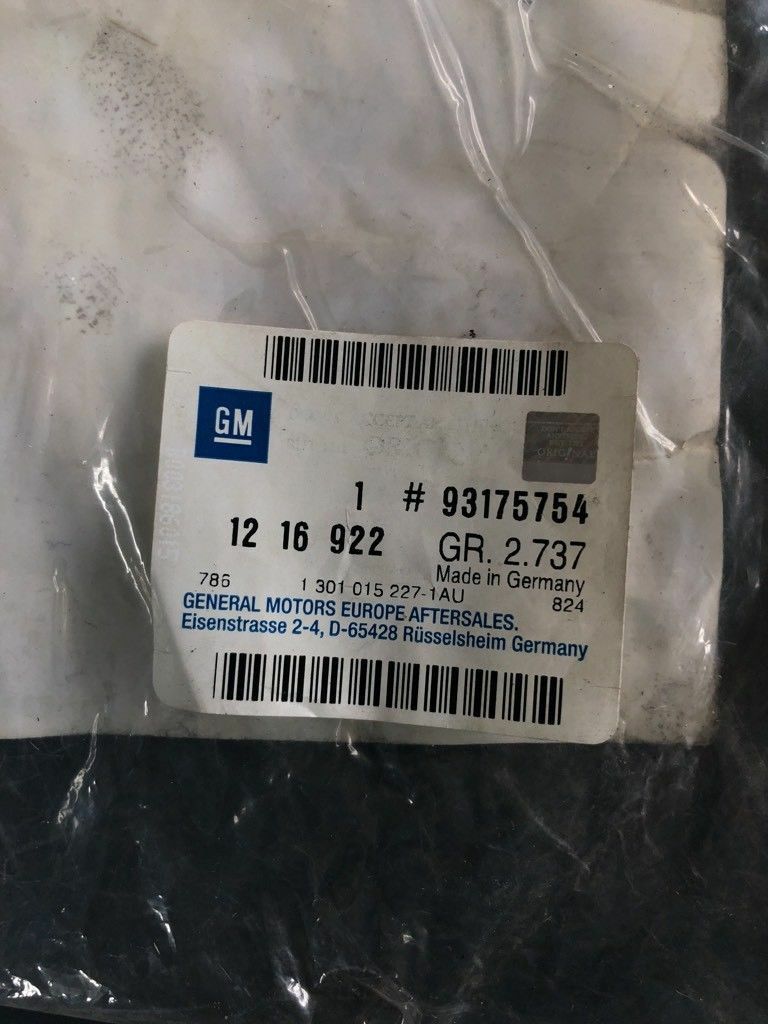 GM
ORIGINAL
1 # 93175754
12 16 922 GR. 2.737
Made in Germany
786 1 301 015 227-1AU 824
GENERAL MOTORS EUROPE AFTERSALES.
Eisenstrasse 2-4, D-65428 Rüsselsheim Germany